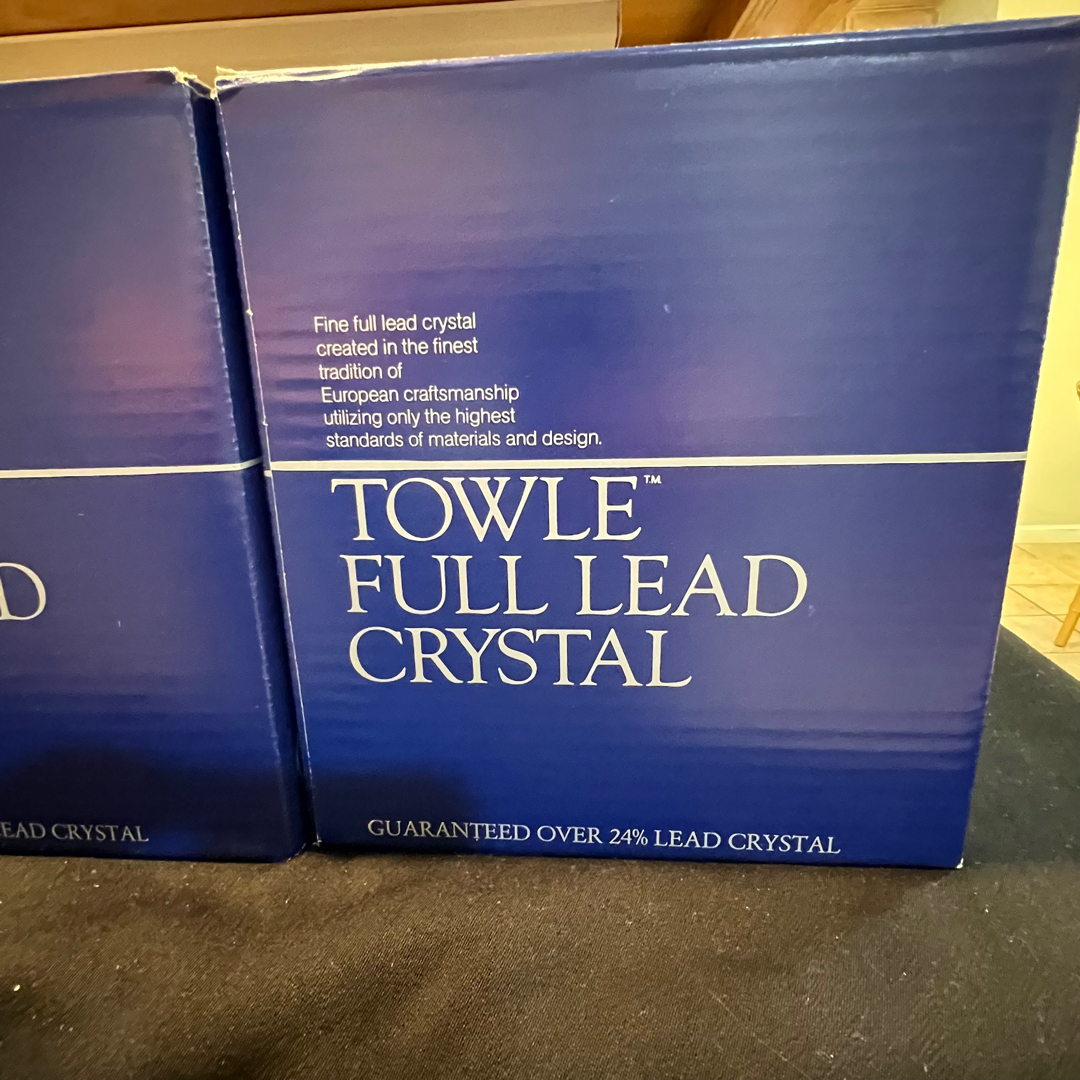 Fine full lead crystal
created in the finest
tradition of
European craftsmanship
utilizing only the highest
standards of materials and design.
TOWLE™
FULL LEAD
CRYSTAL
GUARANTEED OVER 24% LEAD CRYSTAL
D
EAD CRYSTAL